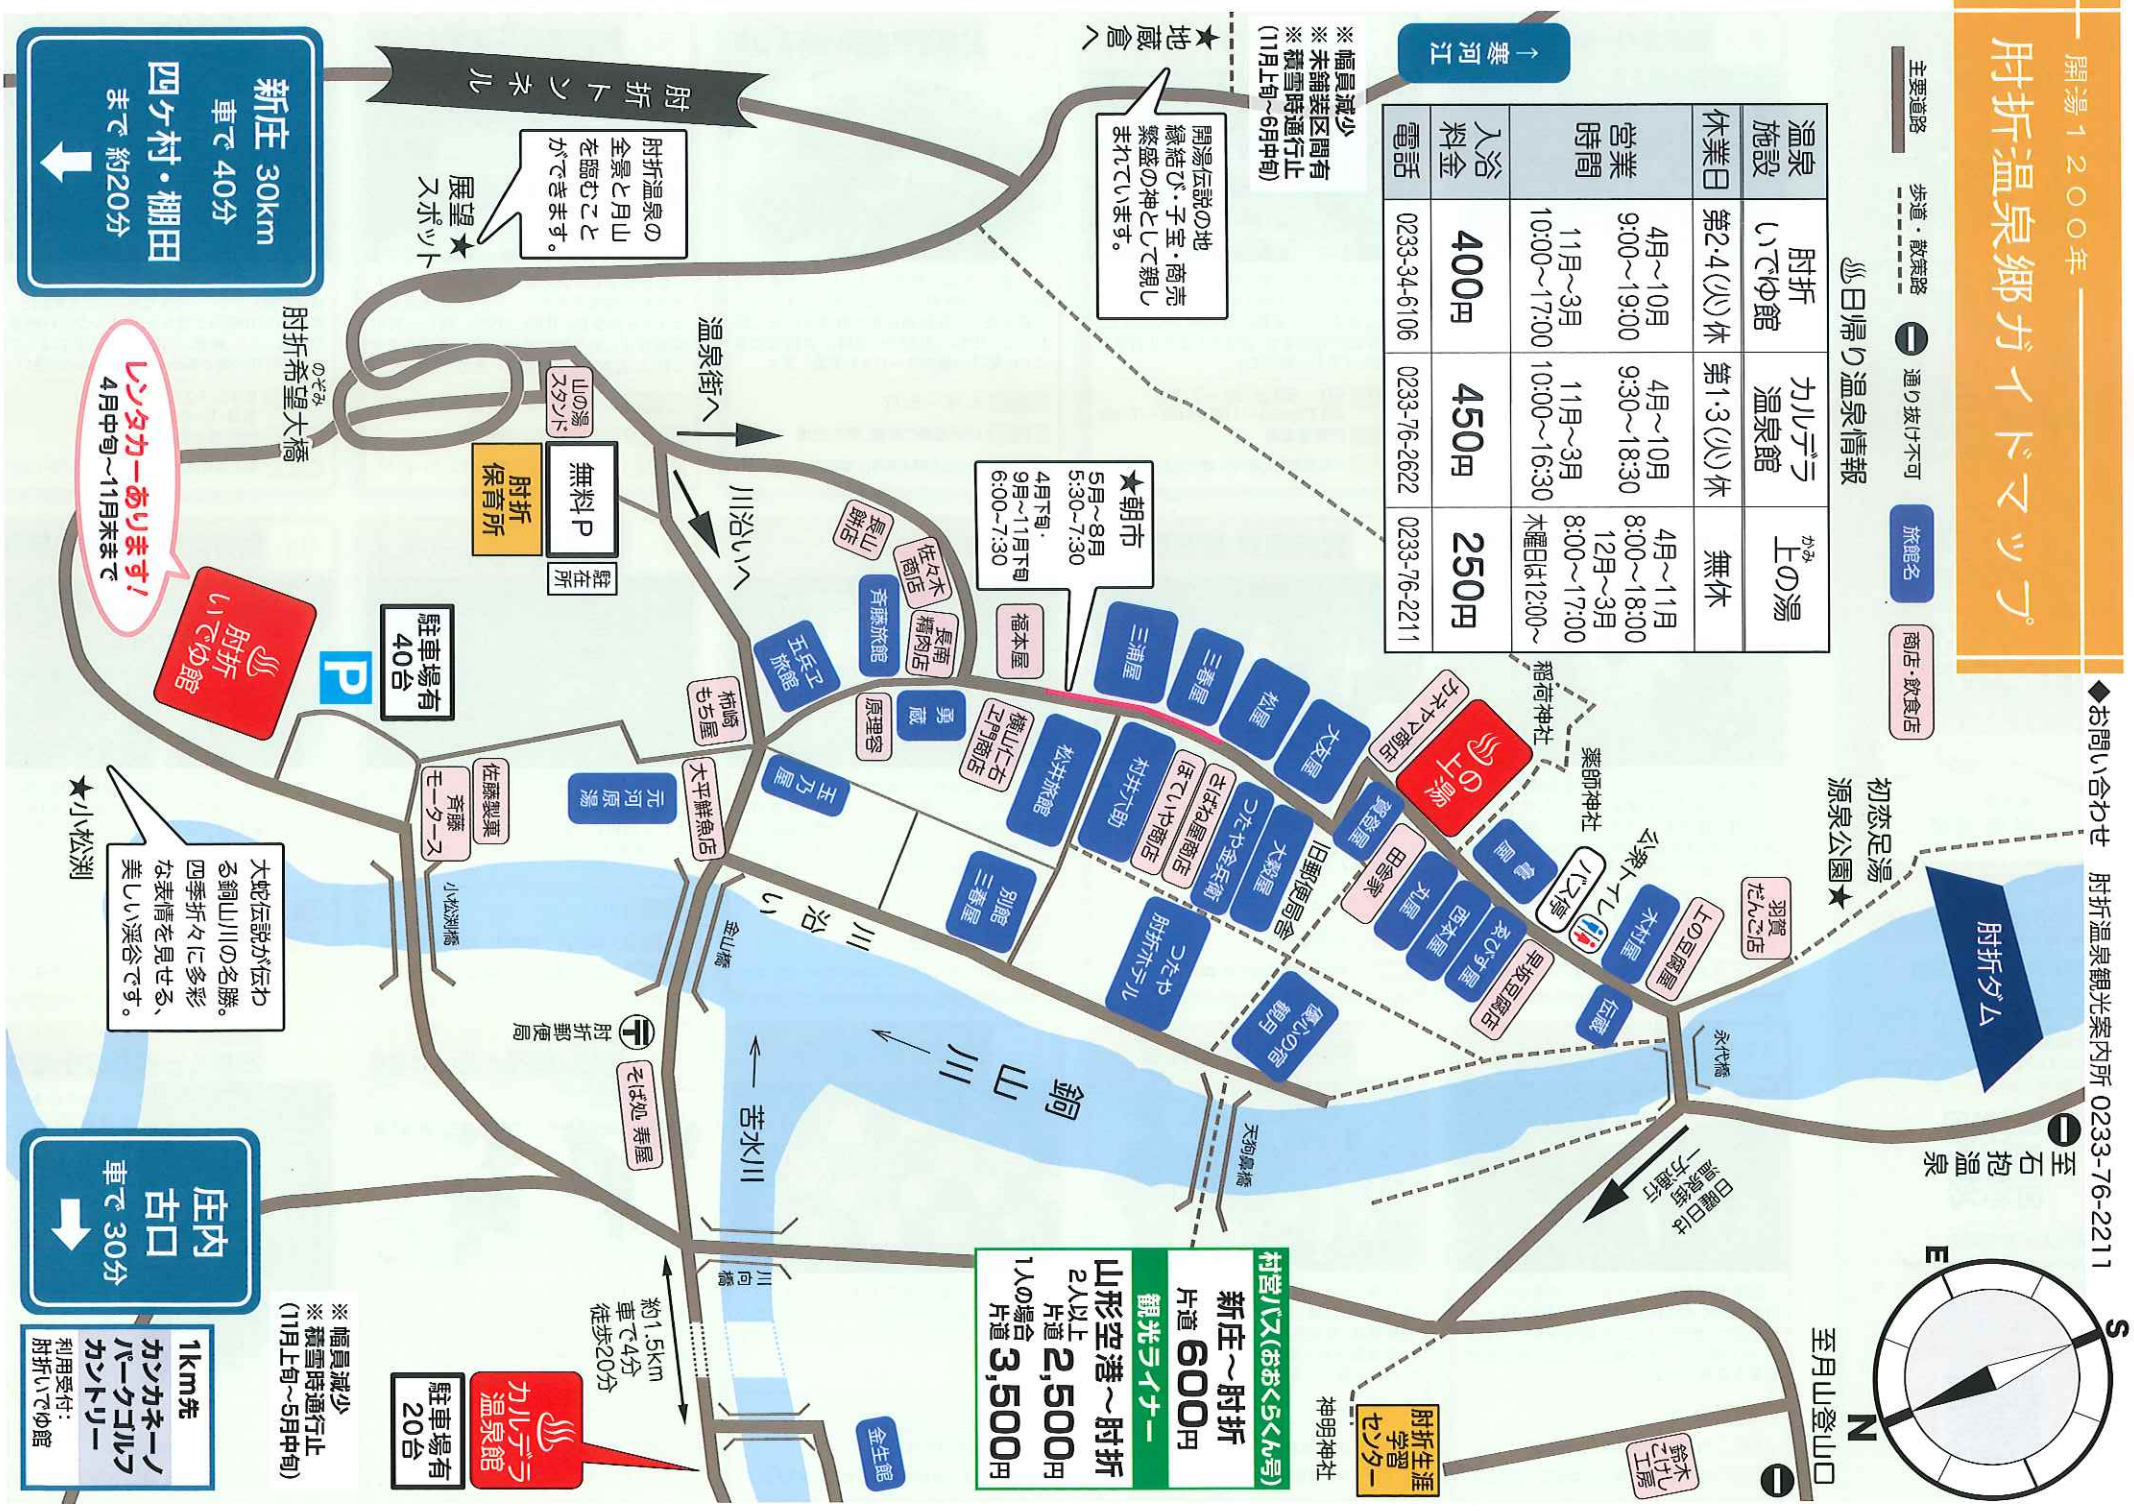 開湯1200年
肘折温泉郷ガイドマップ
◆お問い合わせ 肘折温泉観光案内所 0233-76-2211
主要道路
歩道・散策路
通り抜け不可
旅館名
商店・飲食店
♨日帰り温泉情報
温泉施設 肘折いでゆ館 カルデラ温泉館 上の湯
かみ
休業日 第2・4(火)休 第1・3(火)休 無休
営業時間
4月〜10月
9:00〜19:00
11月〜3月
10:00〜17:00
4月〜10月
9:30〜18:30
11月〜3月
10:00〜16:30
4月〜11月
8:00〜18:00
12月〜3月
8:00〜17:00
木曜日は12:00〜
入浴料金 400円 450円 250円
電話 0233-34-6106 0233-76-2622 0233-76-2211
↑寒河江
※幅員減少
※未舗装区間有
※積雪時通行止
(11月上旬〜6月中旬)
★地蔵倉へ
開湯伝説の地
縁結び・子宝・商売
繁盛の神として親し
まれています。
肘折トンネル
肘折温泉の
全景と月山
を臨むこと
ができます。
展望★
スポット
新庄 30km
車で 40分
四ケ村・棚田
まで 約20分
肘折希望大橋
のぞみ
レンタカーあります!
4月中旬〜11月末まで
温泉街へ
川沿いへ
山の湯
スタンド
無料P
肘折
保育所
駐在所
★朝市
5月〜8月
5:30〜7:30
4月下旬・
9月〜11月下旬
6:00〜7:30
長山
餅店
佐々木
商店
斉藤旅館
長南
精肉店
福本屋
五兵エ
旅館
原理容
勇蔵
柿崎
もち屋
横山仁右
エ門商店
三浦屋
三春屋
松屋
大友屋
カネヤマ商店
♨上の湯
稲荷神社
薬師神社
公衆トイレ
バス停
亀屋
木村屋
上の豆腐屋
羽賀
だんご店
初恋足湯
源泉公園★
肘折ダム
至石抱温泉
永代橋
伝蔵
早坂豆腐店
ゑびす屋
西本屋
丸屋
田舎家
賀登屋
旧郵便局舎
大穀屋
つたや金兵衛
さばね屋商店
ほていや商店
村井六助
松井旅館
つたや
肘折ホテル
優心の宿
観月
別館
三春屋
玉乃屋
大平鮮魚店
元河原湯
佐藤製菓
斉藤
モータース
駐車場有
40台
P
♨
肘折
いでゆ館
★小松渕
大蛇伝説が伝わ
る銅山川の名勝。
四季折々に多彩
な表情を見せる、
美しい渓谷です。
小松渕橋
金山橋
川沿い
銅山川
←苦水川
天狗鼻橋
日曜日は
温泉街
一方通行
肘折郵便局
そば処 寿屋
川向橋
約1.5km
車で4分
徒歩20分
村営バス(おおくらくん号)
新庄〜肘折
片道 600円
観光ライナー
山形空港〜肘折
2人以上
片道 2,500円
1人の場合
片道 3,500円
神明神社
肘折生涯
学習
センター
鈴木
こけし
工房
至月山登山口
E
S
N
庄内
古口
車で 30分
※幅員減少
※積雪時通行止
(11月上旬〜5月中旬)
1km先
カンカネーノ
パークゴルフ
カントリー
利用受付:
肘折いでゆ館
♨
カルデラ
温泉館
駐車場有
20台
金生館